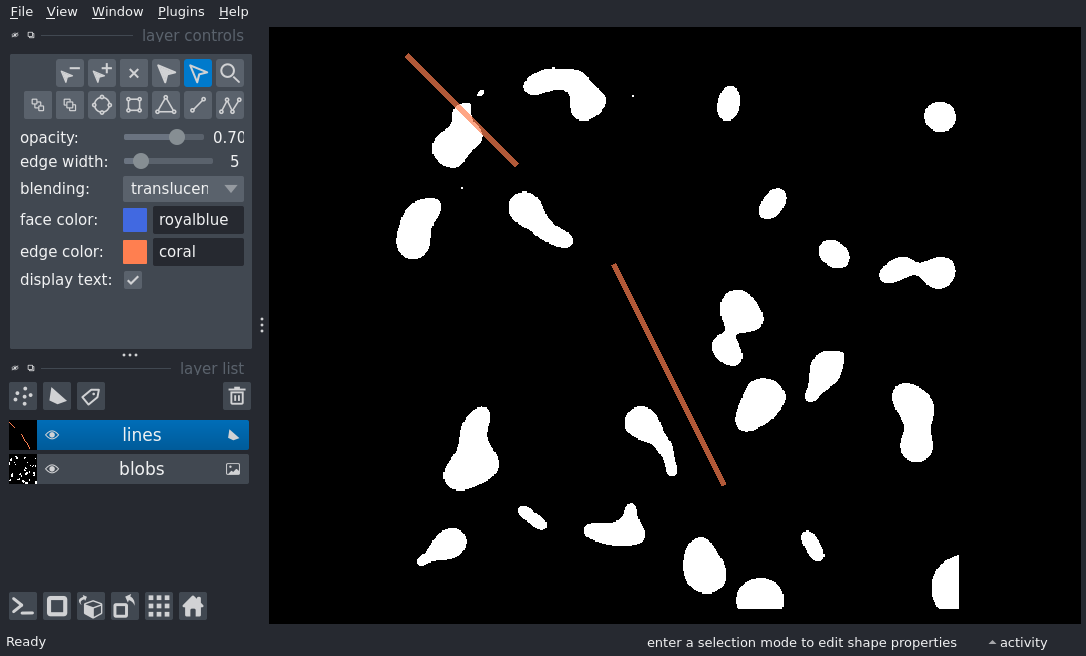 File View Window Plugins Help
layer controls
opacity: 0.70
edge width: 5
blending: translucen
face color: royalblue
edge color: coral
display text:
layer list
lines
blobs
Ready enter a selection mode to edit shape properties activity